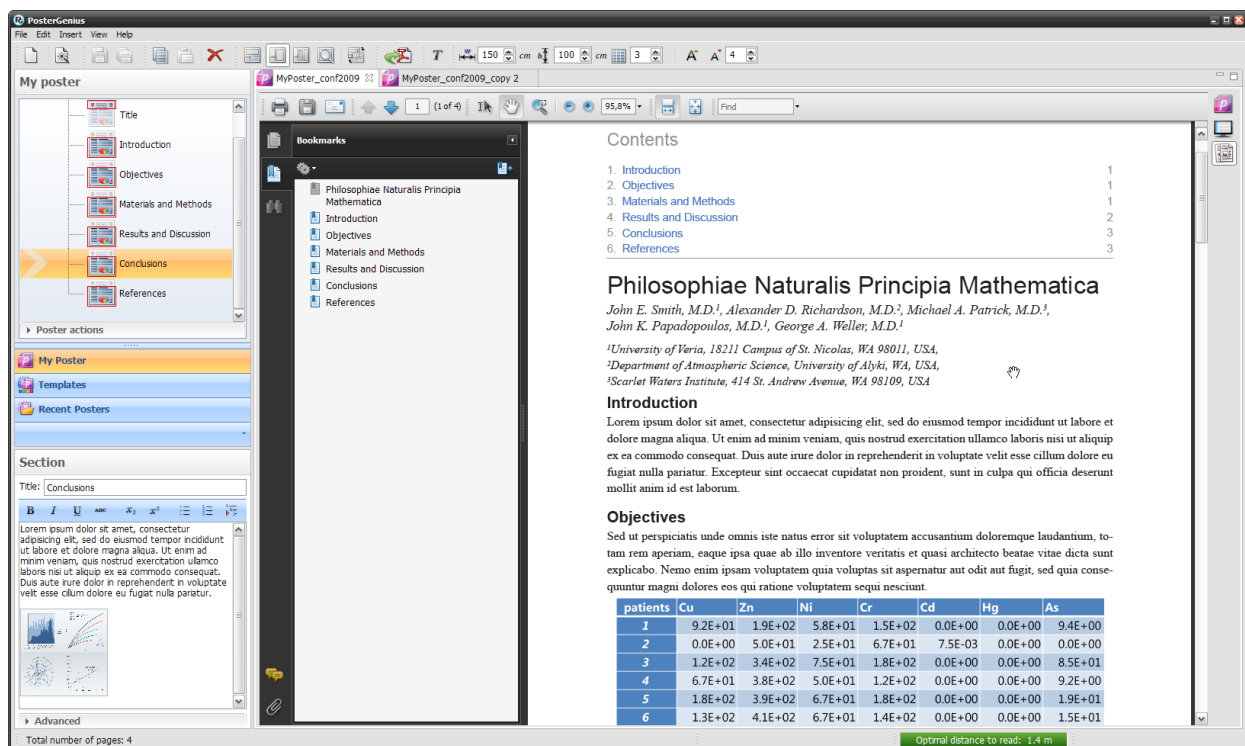 PosterGenius
File Edit Insert View Help
T 150 cm 100 cm 3 A A 4
My poster
Title
Introduction
Objectives
Materials and Methods
Results and Discussion
Conclusions
References
Poster actions
My Poster
Templates
Recent Posters
Section
Title: Conclusions
B I U ABC x₂ x²
Lorem ipsum dolor sit amet, consectetur
adipisicing elit, sed do eiusmod tempor incididunt
ut labore et dolore magna aliqua. Ut enim ad
minim veniam, quis nostrud exercitation ullamco
laboris nisi ut aliquip ex ea commodo consequat.
Duis aute irure dolor in reprehenderit in voluptate
velit esse cillum dolore eu fugiat nulla pariatur.
Advanced
Total number of pages: 4
MyPoster_conf2009 MyPoster_conf2009_copy 2
1 (1 of 4) 95,8% Find
Bookmarks
Philosophiae Naturalis Principia
Mathematica
Introduction
Objectives
Materials and Methods
Results and Discussion
Conclusions
References
Contents
1. Introduction 1
2. Objectives 1
3. Materials and Methods 1
4. Results and Discussion 2
5. Conclusions 3
6. References 3
Philosophiae Naturalis Principia Mathematica
John E. Smith, M.D.¹, Alexander D. Richardson, M.D.², Michael A. Patrick, M.D.³,
John K. Papadopoulos, M.D.¹, George A. Weller, M.D.¹
¹University of Veria, 18211 Campus of St. Nicolas, WA 98011, USA,
²Department of Atmospheric Science, University of Alyki, WA, USA,
³Scarlet Waters Institute, 414 St. Andrew Avenue, WA 98109, USA
Introduction
Lorem ipsum dolor sit amet, consectetur adipisicing elit, sed do eiusmod tempor incididunt ut labore et
dolore magna aliqua. Ut enim ad minim veniam, quis nostrud exercitation ullamco laboris nisi ut aliquip
ex ea commodo consequat. Duis aute irure dolor in reprehenderit in voluptate velit esse cillum dolore eu
fugiat nulla pariatur. Excepteur sint occaecat cupidatat non proident, sunt in culpa qui officia deserunt
mollit anim id est laborum.
Objectives
Sed ut perspiciatis unde omnis iste natus error sit voluptatem accusantium doloremque laudantium, to-
tam rem aperiam, eaque ipsa quae ab illo inventore veritatis et quasi architecto beatae vitae dicta sunt
explicabo. Nemo enim ipsam voluptatem quia voluptas sit aspernatur aut odit aut fugit, sed quia conse-
quuntur magni dolores eos qui ratione voluptatem sequi nesciunt.
patients Cu Zn Ni Cr Cd Hg As
1 9.2E+01 1.9E+02 5.8E+01 1.5E+02 0.0E+00 0.0E+00 9.4E+00
2 0.0E+00 5.0E+01 2.5E+01 6.7E+01 7.5E-03 0.0E+00 0.0E+00
3 1.2E+02 3.4E+02 7.5E+01 1.8E+02 0.0E+00 0.0E+00 8.5E+01
4 6.7E+01 3.8E+02 5.0E+01 1.2E+02 0.0E+00 0.0E+00 9.2E+00
5 1.8E+02 3.9E+02 6.7E+01 1.8E+02 0.0E+00 0.0E+00 1.9E+01
6 1.3E+02 4.1E+02 6.7E+01 1.4E+02 0.0E+00 0.0E+00 1.5E+01
Optimal distance to read: 1.4 m